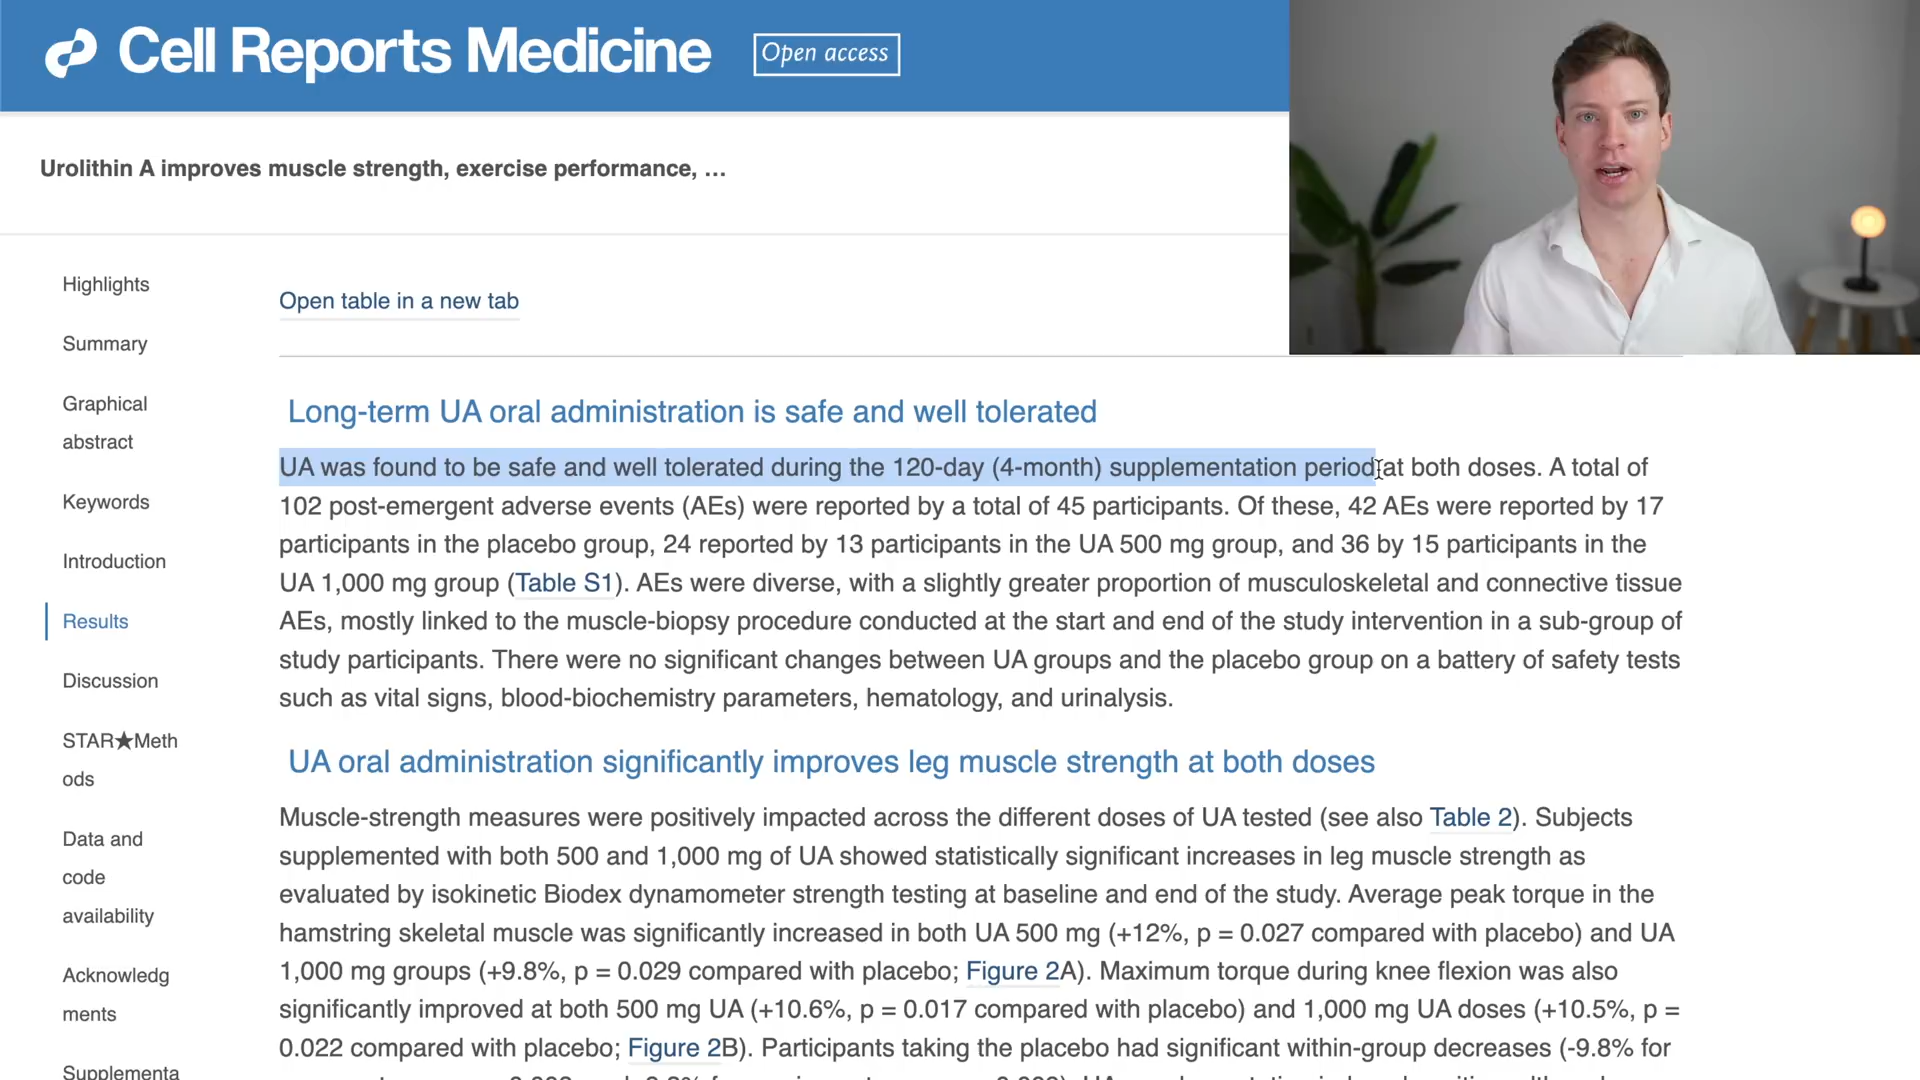 Cell Reports Medicine
Open access
Urolithin A improves muscle strength, exercise performance, ...
Highlights
Summary
Graphical
abstract
Keywords
Introduction
Results
Discussion
STAR★Meth
ods
Data and
code
availability
Acknowledg
ments
Supplementa
Open table in a new tab
Long-term UA oral administration is safe and well tolerated
UA was found to be safe and well tolerated during the 120-day (4-month) supplementation period at both doses. A total of
102 post-emergent adverse events (AEs) were reported by a total of 45 participants. Of these, 42 AEs were reported by 17
participants in the placebo group, 24 reported by 13 participants in the UA 500 mg group, and 36 by 15 participants in the
UA 1,000 mg group (Table S1). AEs were diverse, with a slightly greater proportion of musculoskeletal and connective tissue
AEs, mostly linked to the muscle-biopsy procedure conducted at the start and end of the study intervention in a sub-group of
study participants. There were no significant changes between UA groups and the placebo group on a battery of safety tests
such as vital signs, blood-biochemistry parameters, hematology, and urinalysis.
UA oral administration significantly improves leg muscle strength at both doses
Muscle-strength measures were positively impacted across the different doses of UA tested (see also Table 2). Subjects
supplemented with both 500 and 1,000 mg of UA showed statistically significant increases in leg muscle strength as
evaluated by isokinetic Biodex dynamometer strength testing at baseline and end of the study. Average peak torque in the
hamstring skeletal muscle was significantly increased in both UA 500 mg (+12%, p = 0.027 compared with placebo) and UA
1,000 mg groups (+9.8%, p = 0.029 compared with placebo; Figure 2A). Maximum torque during knee flexion was also
significantly improved at both 500 mg UA (+10.6%, p = 0.017 compared with placebo) and 1,000 mg UA doses (+10.5%, p =
0.022 compared with placebo; Figure 2B). Participants taking the placebo had significant within-group decreases (-9.8% for